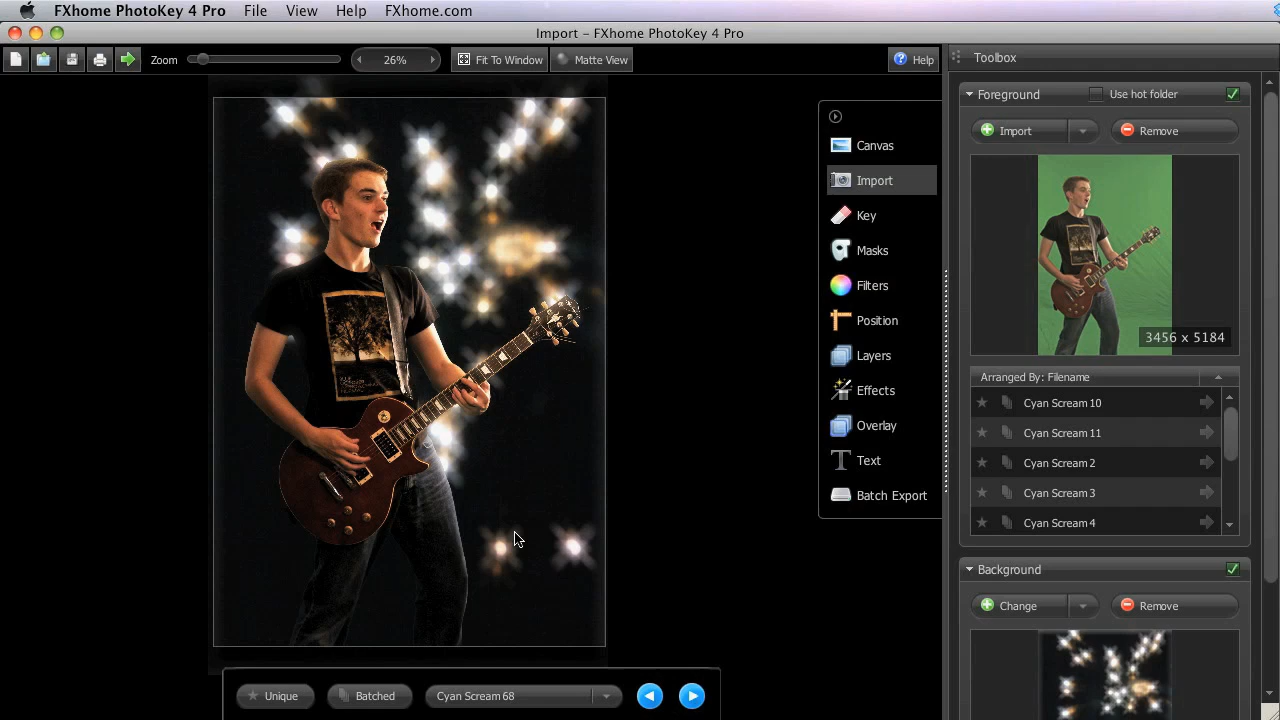 FXhome PhotoKey 4 Pro File View Help FXhome.com
Import – FXhome PhotoKey 4 Pro
Zoom 26% Fit To Window Matte View Help
Toolbox
Foreground Use hot folder
Import Remove
3456 x 5184
Arranged By: Filename
Cyan Scream 10
Cyan Scream 11
Cyan Scream 2
Cyan Scream 3
Cyan Scream 4
Background
Change Remove
Canvas
Import
Key
Masks
Filters
Position
Layers
Effects
Overlay
Text
Batch Export
Unique Batched Cyan Scream 68